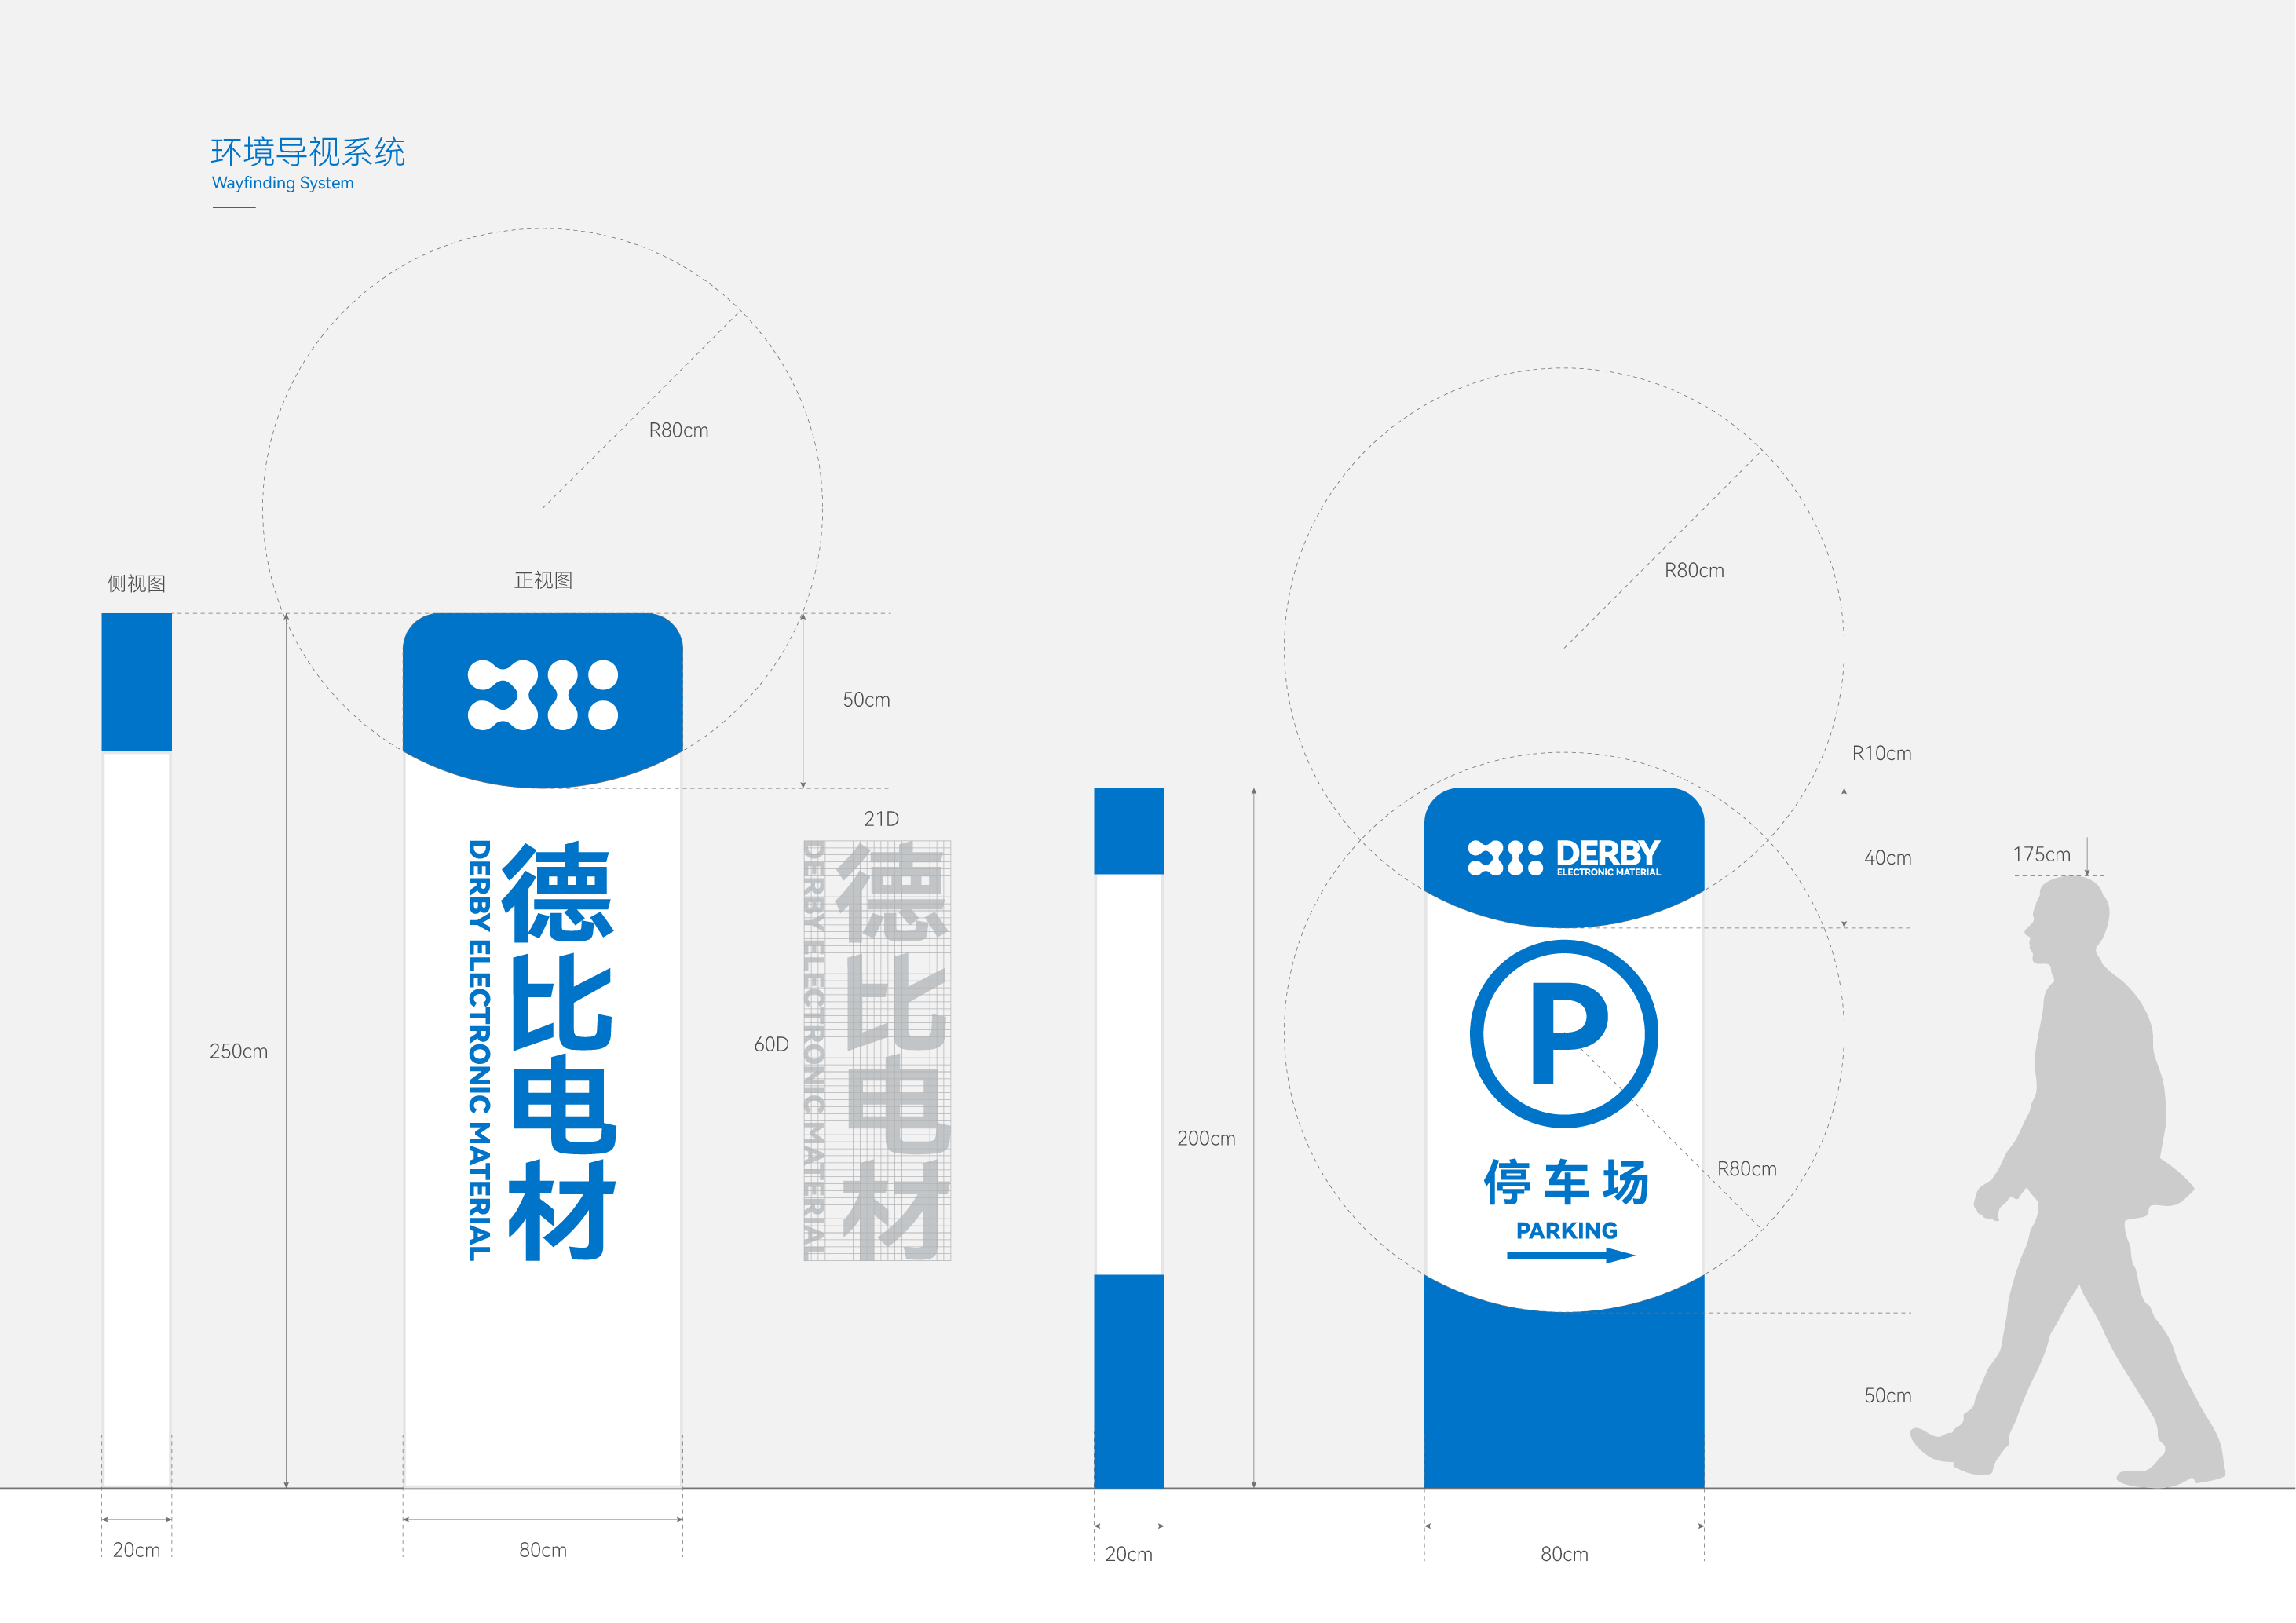 环境导视系统
Wayfinding System
R80cm
侧视图
正视图
50cm
250cm
德比电材
DERBY ELECTRONIC MATERIAL
21D
60D
德比电材
DERBY ELECTRONIC MATERIAL
20cm
80cm
R80cm
R10cm
DERBY
ELECTRONIC MATERIAL
40cm
175cm
P
200cm
停车场
R80cm
PARKING
50cm
20cm
80cm